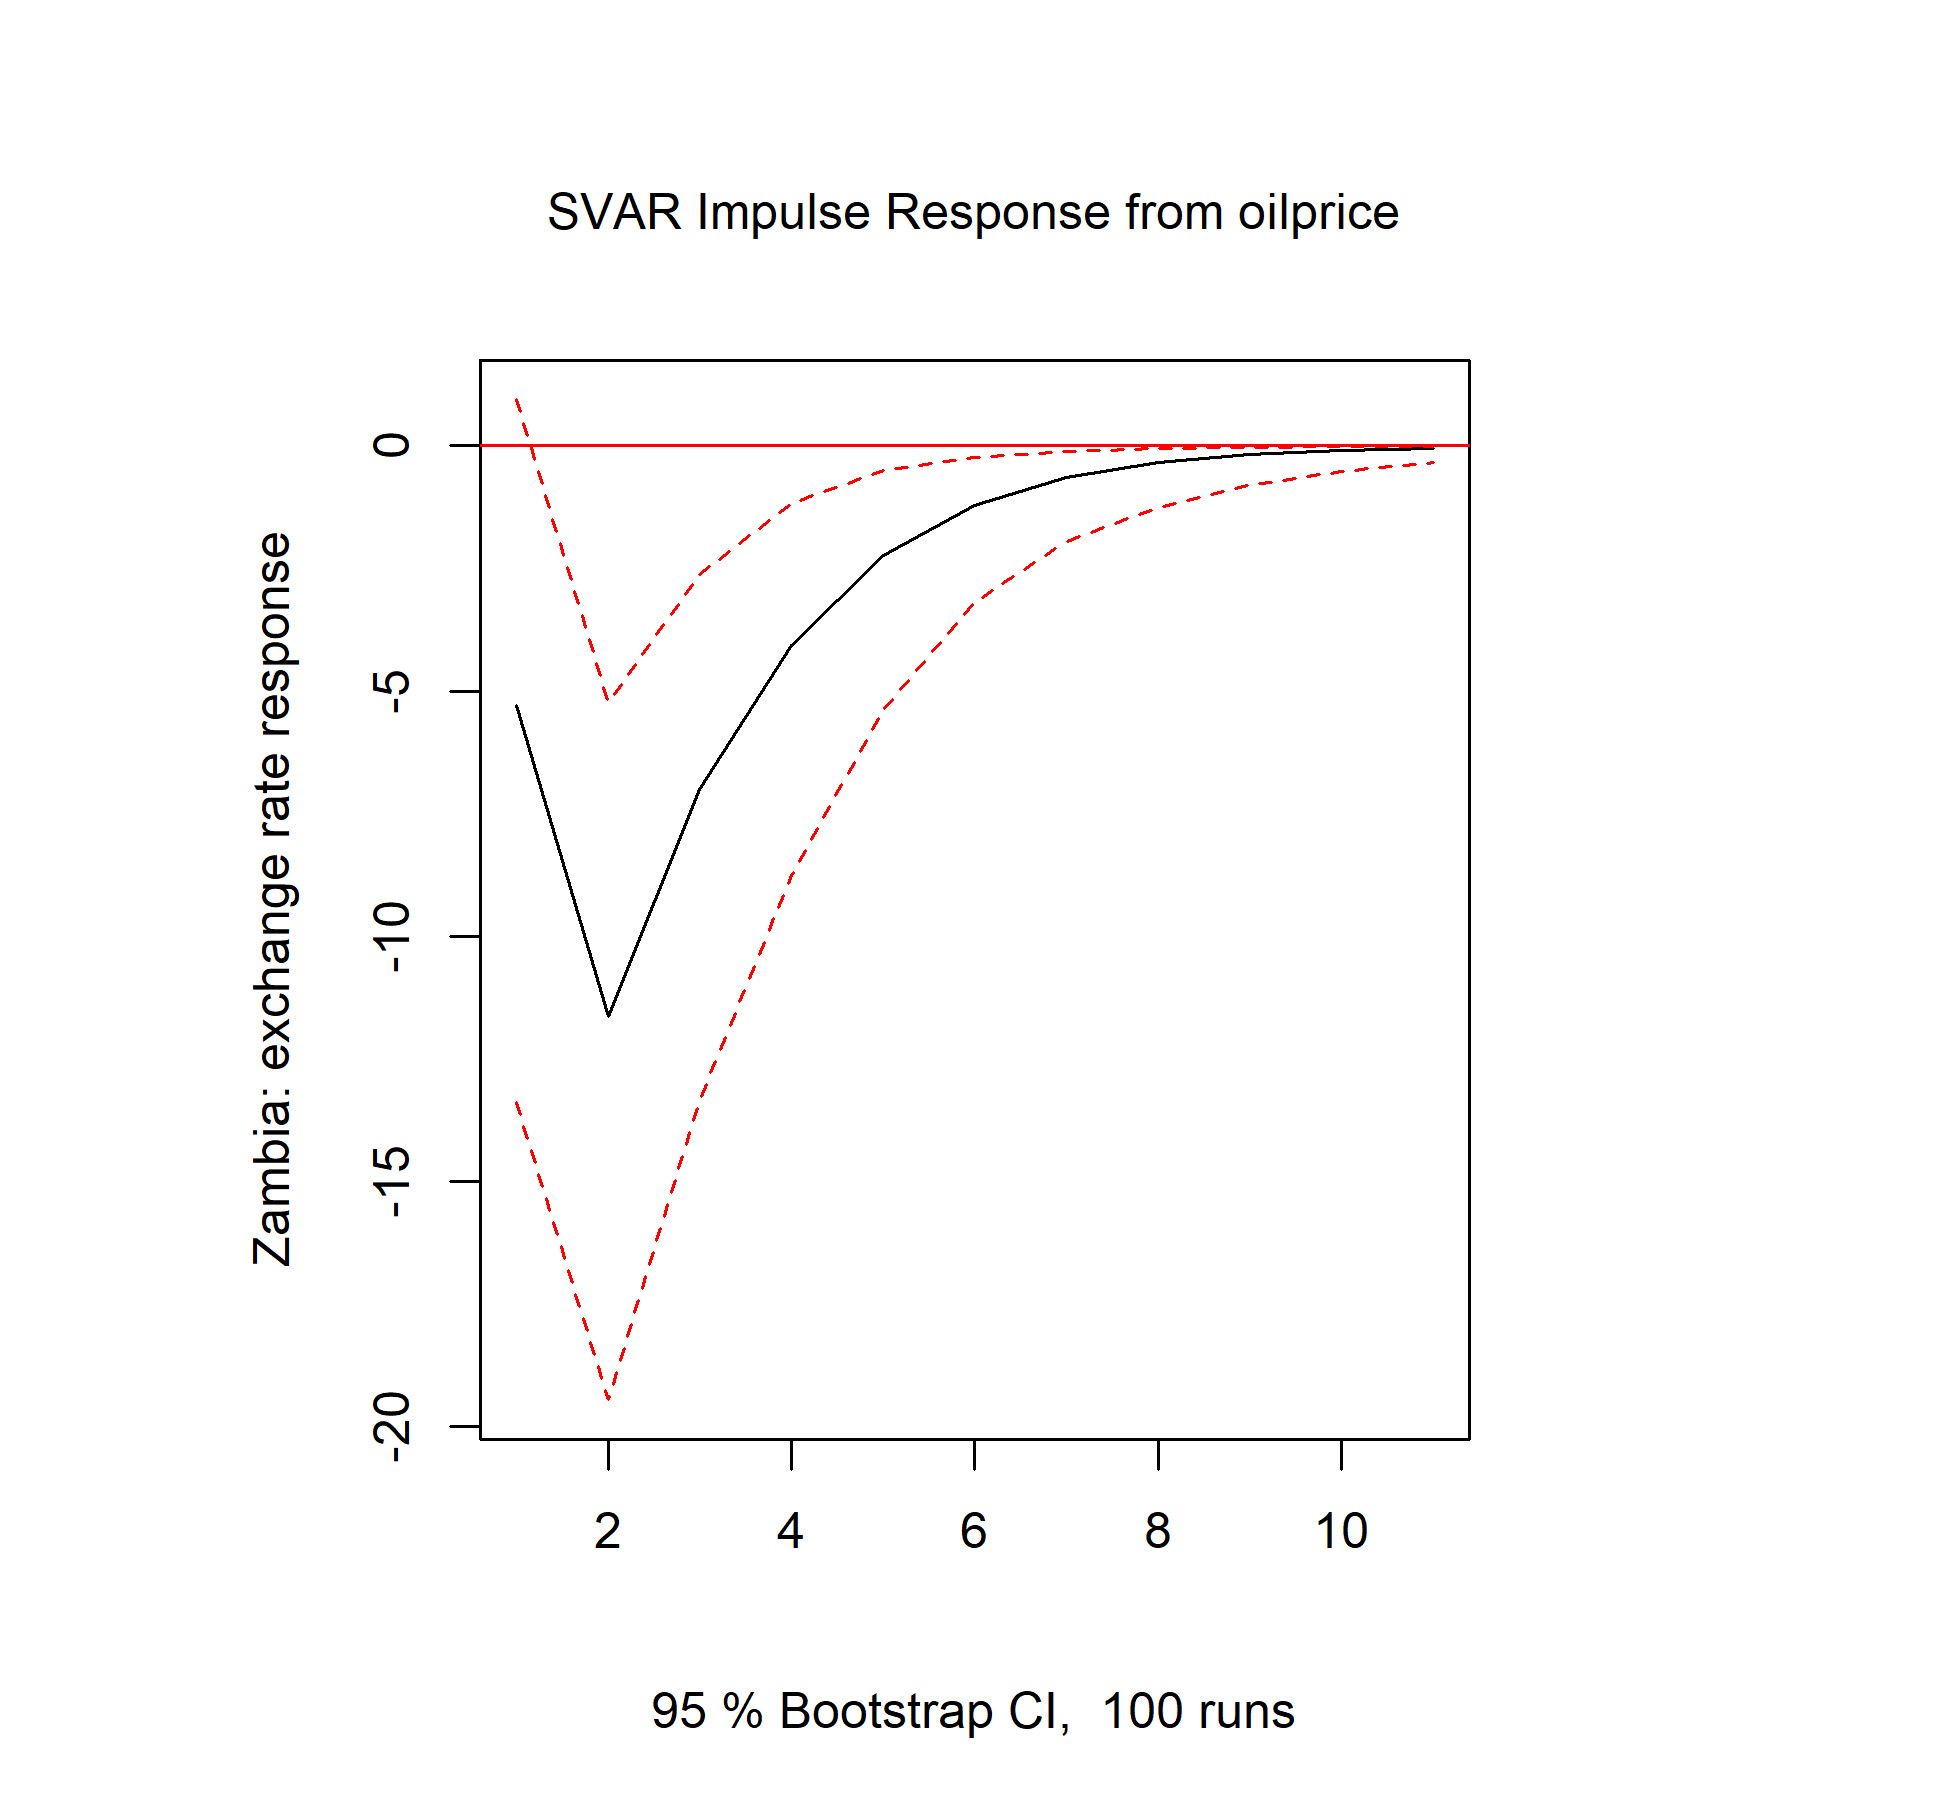 SVAR Impulse Response from oilprice
Zambia: exchange rate response
0
-5
-10
-15
-20
2 4 6 8 10
95 % Bootstrap CI,  100 runs